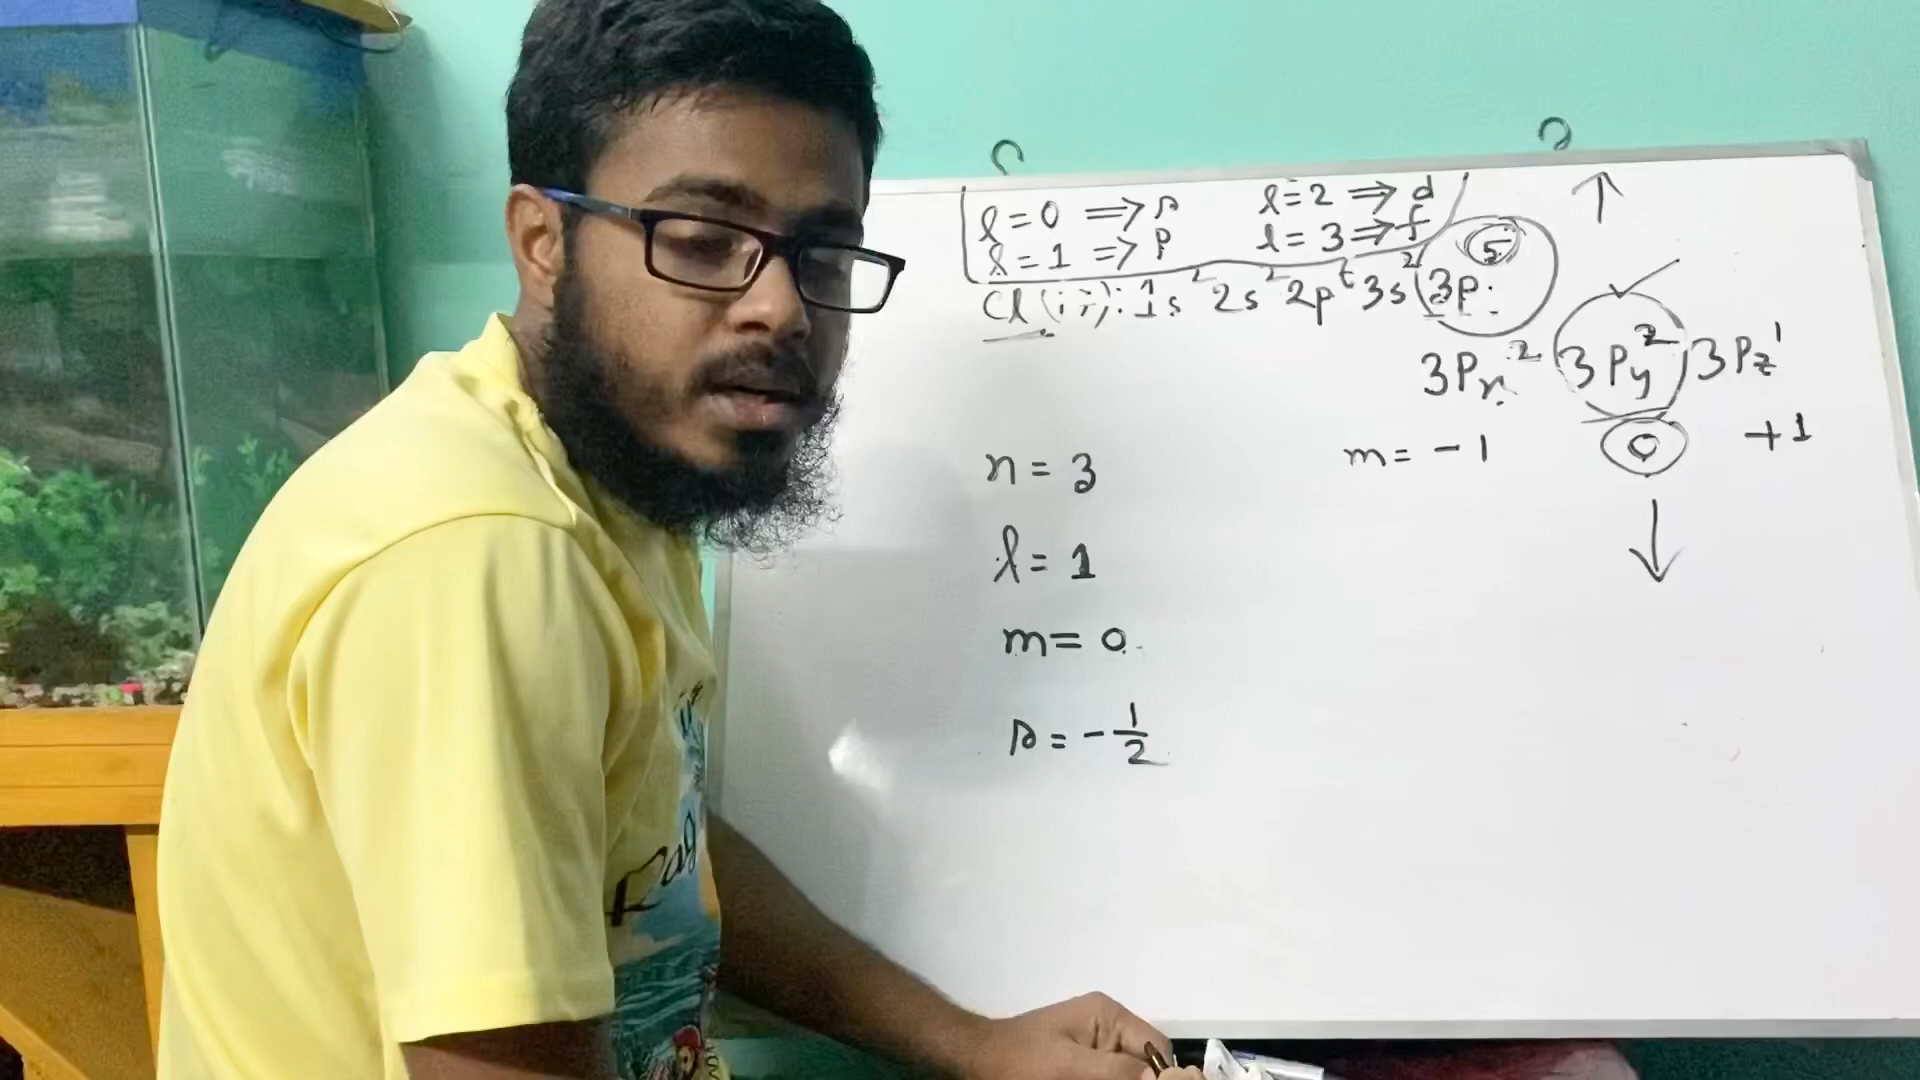 l=0 ⇒ s l=2 ⇒ d
l=1 ⇒ p l=3 ⇒ f
Cl(17): 1s² 2s² 2p⁶ 3s² 3p⁵
3Px² 3Py² 3Pz¹
m= -1 0 +1
n = 3
l = 1
m = 0
s = -1/2